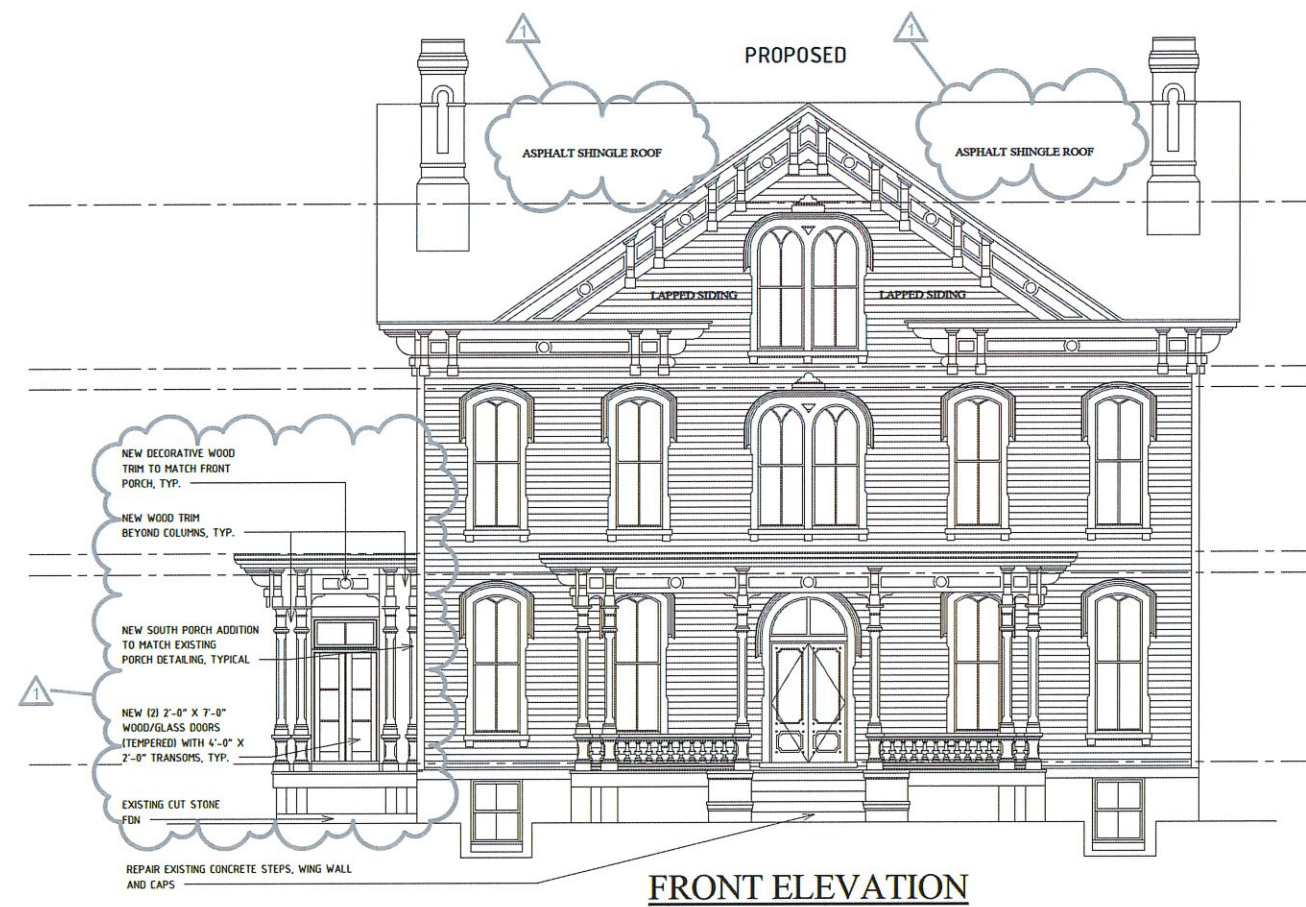 1
1
PROPOSED
ASPHALT SHINGLE ROOF
ASPHALT SHINGLE ROOF
LAPPED SIDING
LAPPED SIDING
NEW DECORATIVE WOOD
TRIM TO MATCH FRONT
PORCH, TYP.
NEW WOOD TRIM
BEYOND COLUMNS, TYP.
NEW SOUTH PORCH ADDITION
TO MATCH EXISTING
PORCH DETAILING, TYPICAL
1
NEW (2) 2'-0" X 7'-0"
WOOD/GLASS DOORS
(TEMPERED) WITH 4'-0" X
2'-0" TRANSOMS, TYP.
EXISTING CUT STONE
FDN
REPAIR EXISTING CONCRETE STEPS, WING WALL
AND CAPS
FRONT ELEVATION